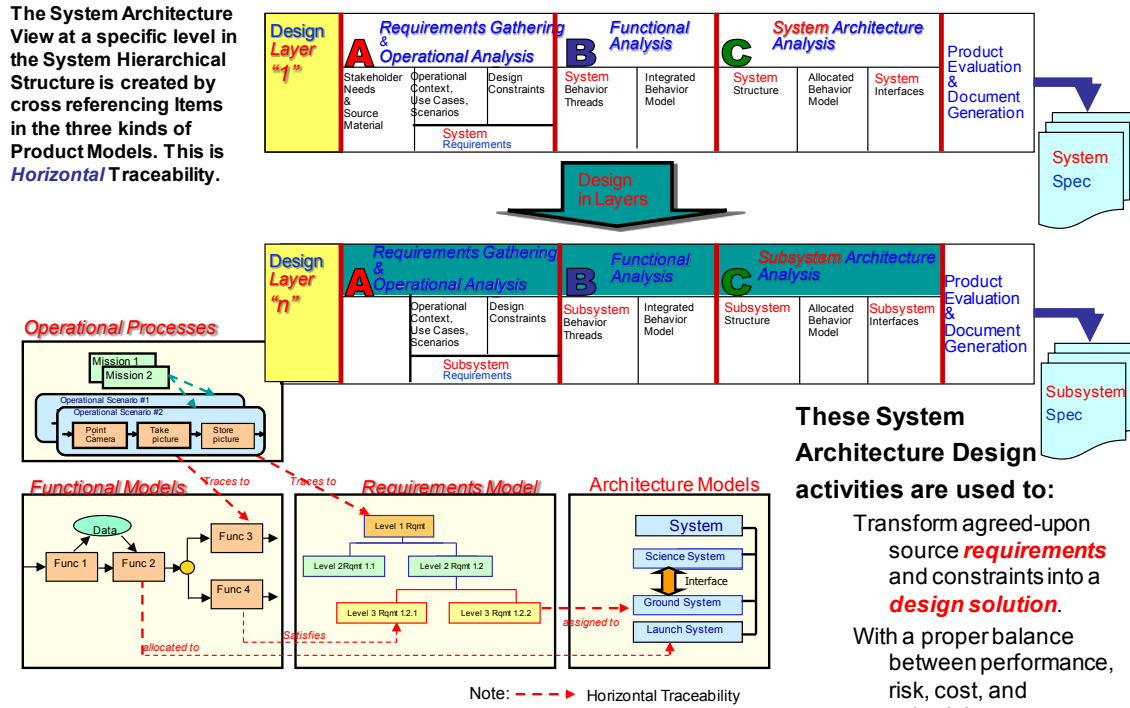 The System Architecture
View at a specific level in
the System Hierarchical
Structure is created by
cross referencing Items
in the three kinds of
Product Models. This is
Horizontal Traceability.
Design
Layer
"1"
A
Requirements Gathering
&
Operational Analysis
Stakeholder
Needs
&
Source
Material
Operational
Context,
Use Cases,
Scenarios
Design
Constraints
System
Requirements
B
Functional
Analysis
System
Behavior
Threads
Integrated
Behavior
Model
C
System Architecture
Analysis
System
Structure
Allocated
Behavior
Model
System
Interfaces
Product
Evaluation
&
Document
Generation
System
Spec
Design
in Layers
Design
Layer
"n"
A
Requirements Gathering
&
Operational Analysis
Operational
Context,
Use Cases,
Scenarios
Design
Constraints
Subsystem
Requirements
B
Functional
Analysis
Subsystem
Behavior
Threads
Integrated
Behavior
Model
C
Subsystem Architecture
Analysis
Subsystem
Structure
Allocated
Behavior
Model
Subsystem
Interfaces
Product
Evaluation
&
Document
Generation
Subsystem
Spec
Operational Processes
Mission 1
Mission 2
Operational Scenario #1
Operational Scenario #2
Point
Camera
Take
picture
Store
picture
Traces to
Traces to
Functional Models
Data
Func 1
Func 2
Func 3
Func 4
Requirements Model
Level 1 Rqmt
Level 2Rqmt 1.1
Level 2 Rqmt 1.2
Level 3 Rqmt 1.2.1
Level 3 Rqmt 1.2.2
Satisfies
allocated to
assigned to
Architecture Models
System
Science System
Interface
Ground System
Launch System
Note:
Horizontal Traceability
These System
Architecture Design
activities are used to:
Transform agreed-upon
source requirements
and constraints into a
design solution.
With a proper balance
between performance,
risk, cost, and